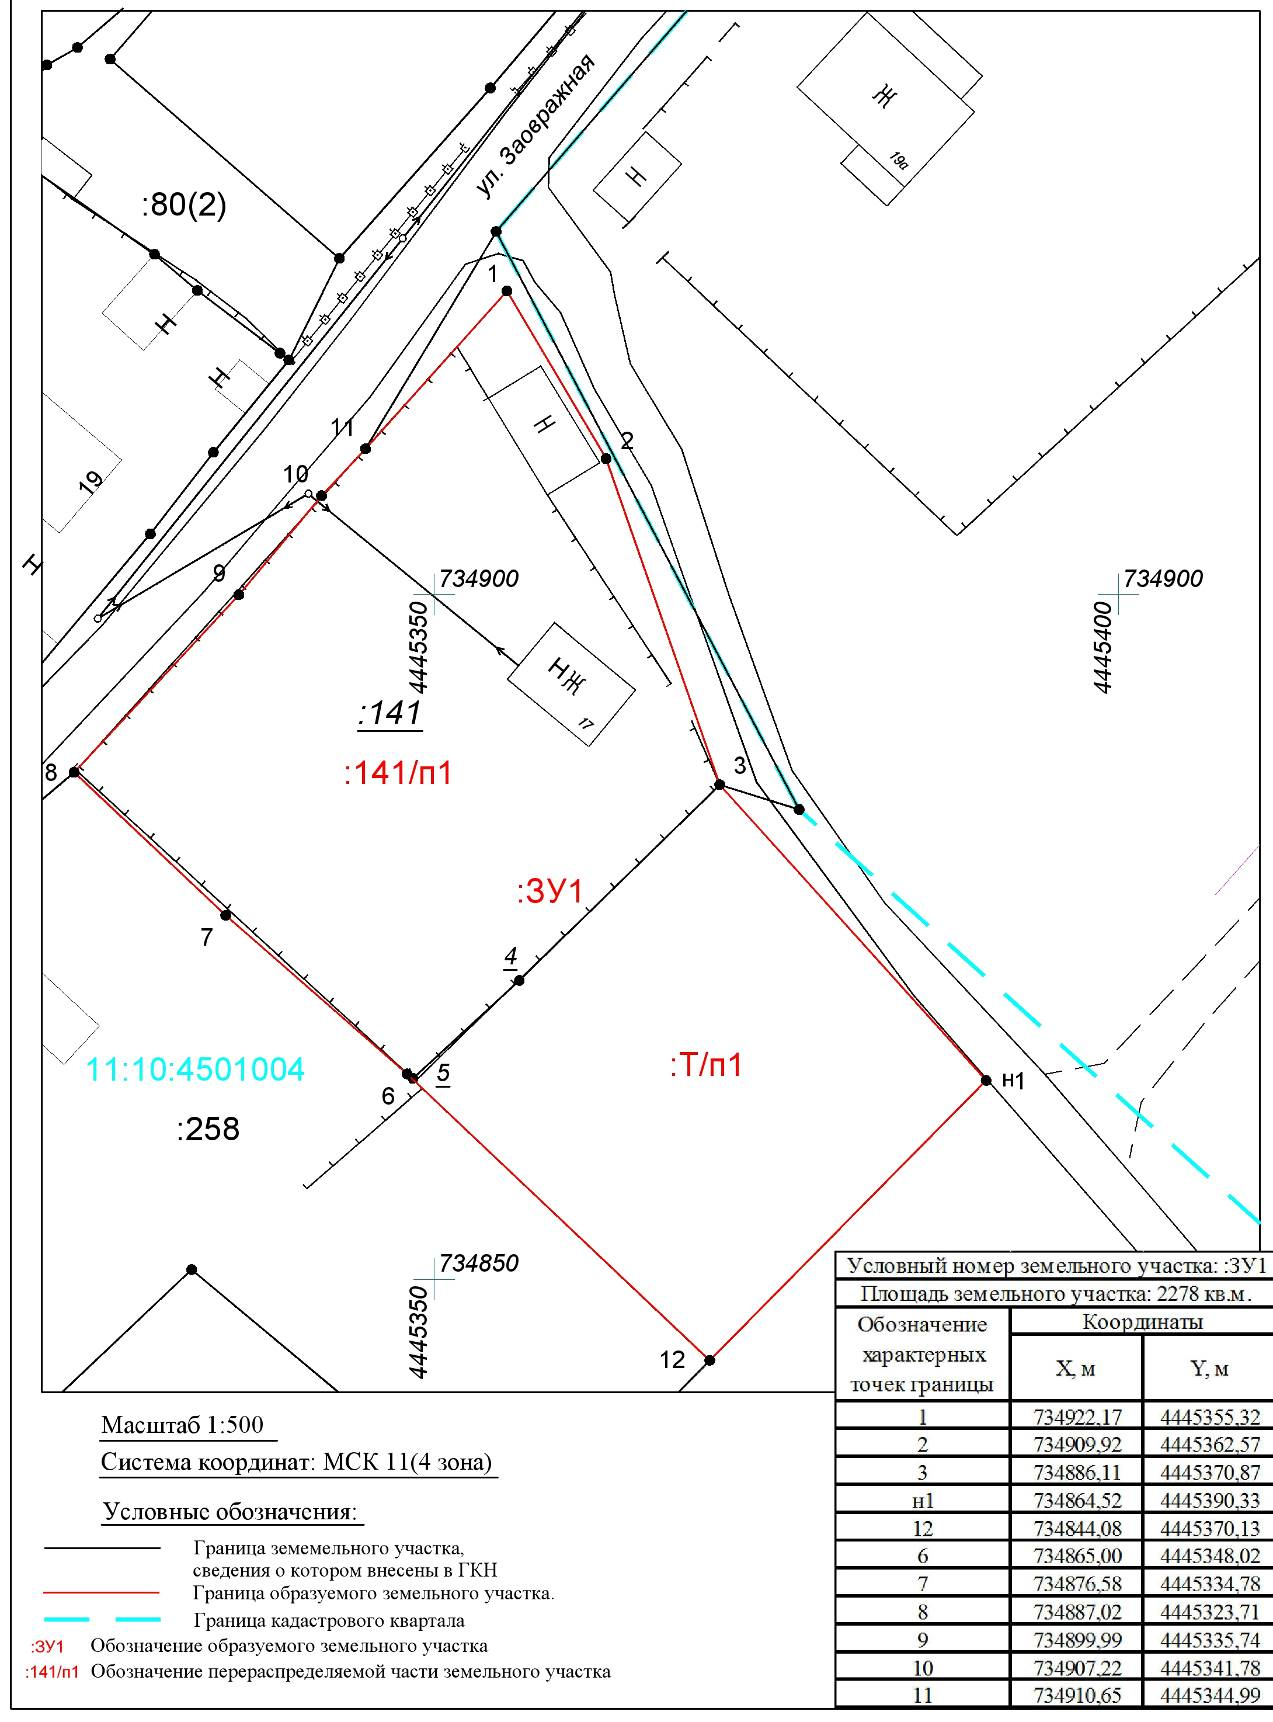 ул. Заовражная
Ж
19а
Н
:80(2)
Н
Н
19
Н
1
Н
2
11
10
9
734900
4445350
734900
4445400
НЖ
17
:141
:141/п1
8
3
:ЗУ1
7
4
5
6
11:10:4501004
:258
:Т/п1
н1
734850
4445350
12
Условный номер земельного участка: :ЗУ1
Площадь земельного участка: 2278 кв.м.
Обозначение характерных точек границы
Координаты
X, м Y, м
1 734922,17 4445355,32
2 734909,92 4445362,57
3 734886,11 4445370,87
н1 734864,52 4445390,33
12 734844,08 4445370,13
6 734865,00 4445348,02
7 734876,58 4445334,78
8 734887,02 4445323,71
9 734899,99 4445335,74
10 734907,22 4445341,78
11 734910,65 4445344,99
Масштаб 1:500
Система координат: МСК 11(4 зона)
Условные обозначения:
Граница земемельного участка,
сведения о котором внесены в ГКН
Граница образуемого земельного участка.
Граница кадастрового квартала
:ЗУ1 Обозначение образуемого земельного участка
:141/п1 Обозначение перераспределяемой части земельного участка